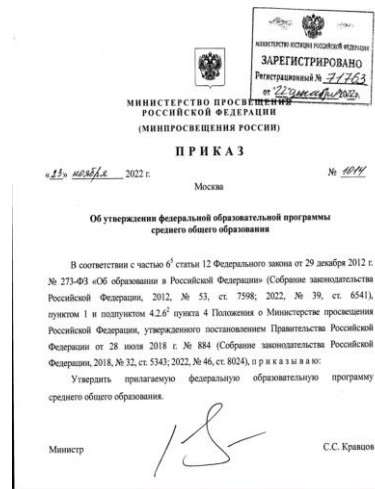 МИНИСТЕРСТВО ЮСТИЦИИ РОССИЙСКОЙ ФЕДЕРАЦИИ
ЗАРЕГИСТРИРОВАНО
Регистрационный № 71763
от "22 декабря 2022г.
МИНИСТЕРСТВО ПРОСВЕЩЕНИЯ
РОССИЙСКОЙ ФЕДЕРАЦИИ
(МИНПРОСВЕЩЕНИЯ РОССИИ)
ПРИКАЗ
«23» ноября 2022 г.
№ 1014
Москва
Об утверждении федеральной образовательной программы
среднего общего образования
В соответствии с частью 6⁵ статьи 12 Федерального закона от 29 декабря 2012 г.
№ 273-ФЗ «Об образовании в Российской Федерации» (Собрание законодательства
Российской Федерации, 2012, № 53, ст. 7598; 2022, № 39, ст. 6541),
пунктом 1 и подпунктом 4.2.6² пункта 4 Положения о Министерстве просвещения
Российской Федерации, утвержденного постановлением Правительства Российской
Федерации от 28 июля 2018 г. № 884 (Собрание законодательства Российской
Федерации, 2018, № 32, ст. 5343; 2022, № 46, ст. 8024), п р и к а з ы в а ю:
Утвердить прилагаемую федеральную образовательную программу
среднего общего образования.
Министр
С.С. Кравцов